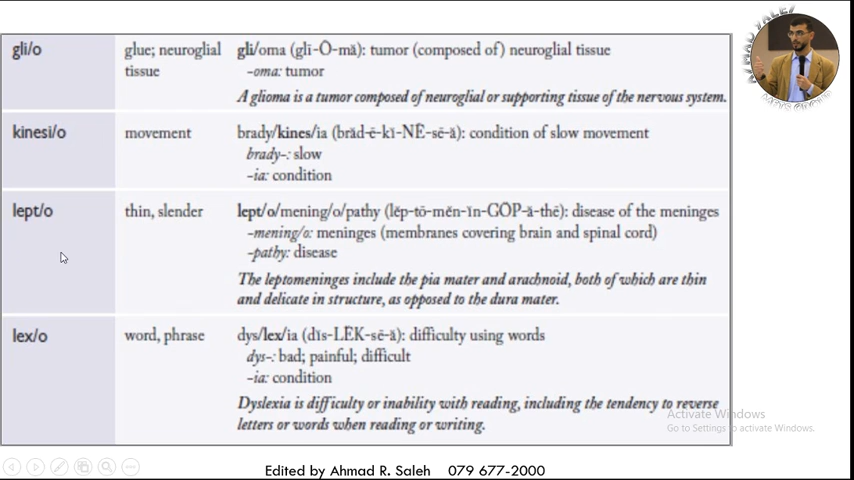 gli/o glue; neuroglial gli/oma (glī-Ō-mă): tumor (composed of) neuroglial tissue
tissue –oma: tumor
A glioma is a tumor composed of neuroglial or supporting tissue of the nervous system.
kinesi/o movement brady/kines/ia (brăd-ē-kĭ-NĒ-sē-ă): condition of slow movement
brady-: slow
–ia: condition
lept/o thin, slender lept/o/mening/o/pathy (lĕp-tō-mĕn-ĭn-GŎP-ă-thē): disease of the meninges
–mening/o: meninges (membranes covering brain and spinal cord)
–pathy: disease
The leptomeninges include the pia mater and arachnoid, both of which are thin
and delicate in structure, as opposed to the dura mater.
lex/o word, phrase dys/lex/ia (dĭs-LĔK-sē-ă): difficulty using words
dys-: bad; painful; difficult
–ia: condition
Dyslexia is difficulty or inability with reading, including the tendency to reverse
letters or words when reading or writing.
Activate Windows
Go to Settings to activate Windows.
Edited by Ahmad R. Saleh 079 677-2000